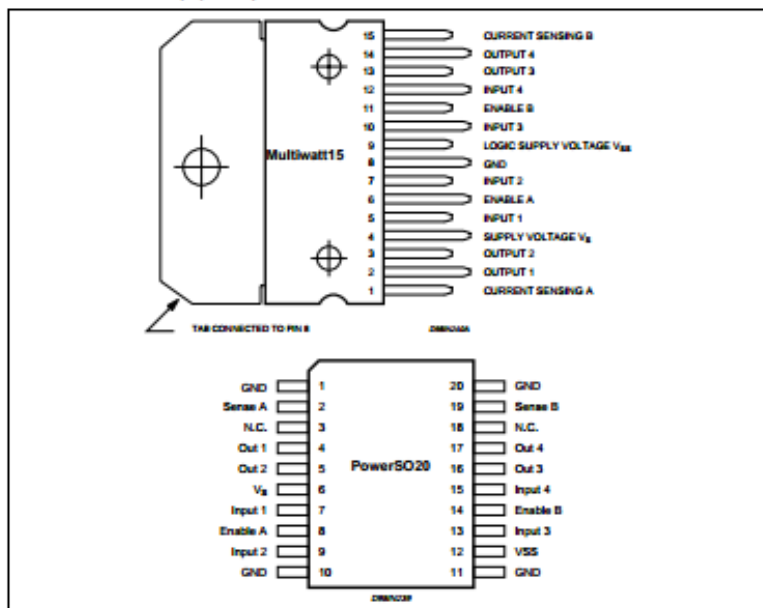 15 CURRENT SENSING B
14 OUTPUT 4
13 OUTPUT 3
12 INPUT 4
11 ENABLE B
10 INPUT 3
Multiwatt15
9 LOGIC SUPPLY VOLTAGE VSS
8 GND
7 INPUT 2
6 ENABLE A
5 INPUT 1
4 SUPPLY VOLTAGE VS
3 OUTPUT 2
2 OUTPUT 1
1 CURRENT SENSING A
TAB CONNECTED TO PIN 8
GND 1 20 GND
Sense A 2 19 Sense B
N.C. 3 18 N.C.
Out 1 4 17 Out 4
Out 2 5 PowerSO20 16 Out 3
VS 6 15 Input 4
Input 1 7 14 Enable B
Enable A 8 13 Input 3
Input 2 9 12 VSS
GND 10 11 GND